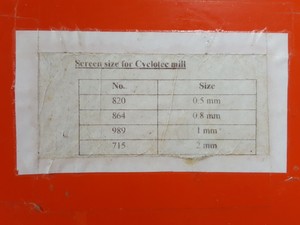 Screen size for Cyclotec mill
No. Size
820 0.5 mm
864 0.8 mm
989 1 mm
715 2 mm